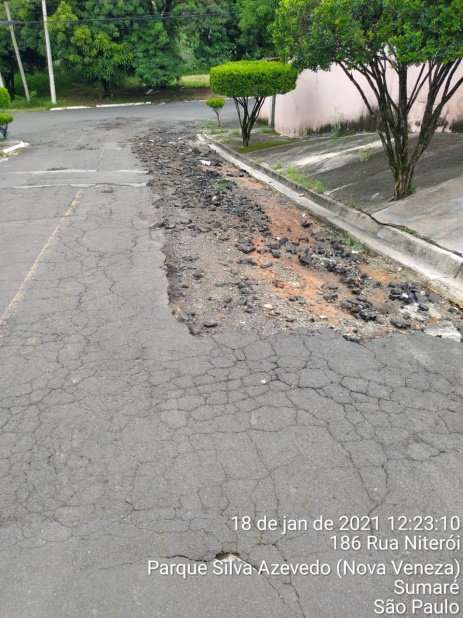 18 de jan de 2021 12:23:10
186 Rua Niterói
Parque Silva Azevedo (Nova Veneza)
Sumaré
São Paulo